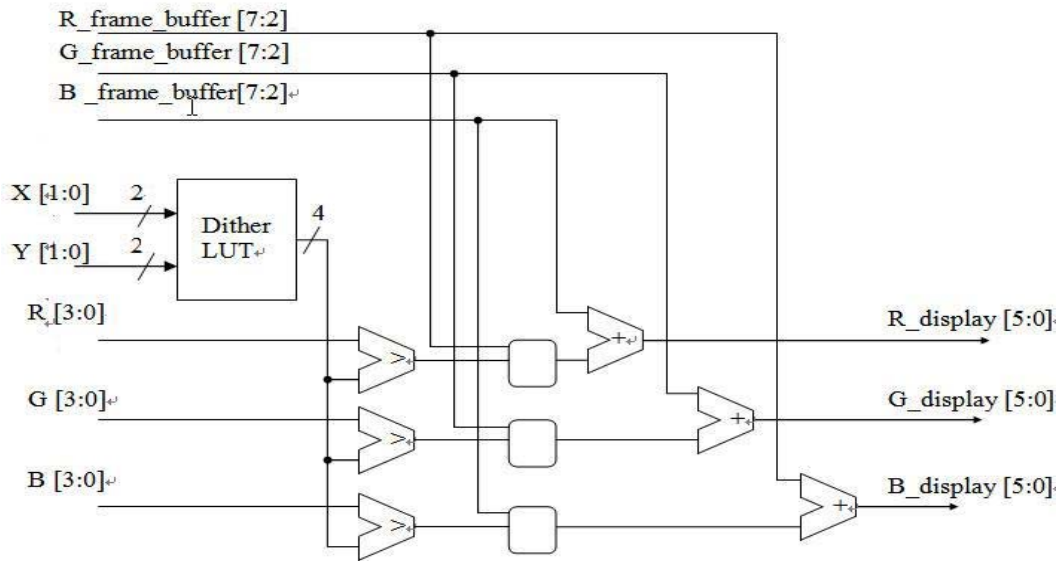 R_frame_buffer [7:2]
G_frame_buffer [7:2]
B _frame_buffer[7:2]
X [1:0]
2
Y [1:0]
2
Dither
LUT
4
R [3:0]
G [3:0]
B [3:0]
>
>
>
+
+
+
R_display [5:0]
G_display [5:0]
B_display [5:0]